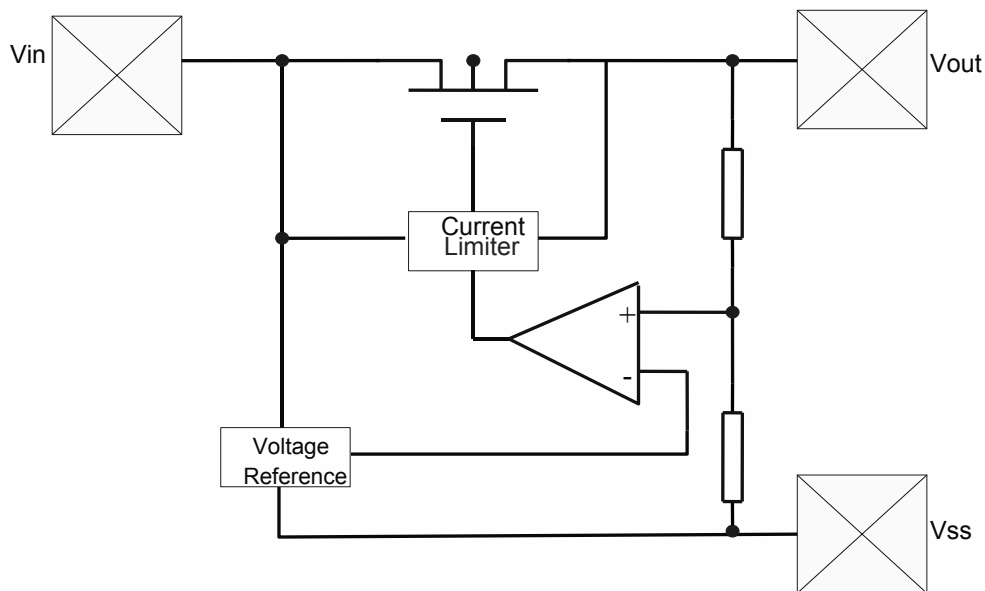 Vin
Vout
Current
Limiter
+
-
Voltage
Reference
Vss